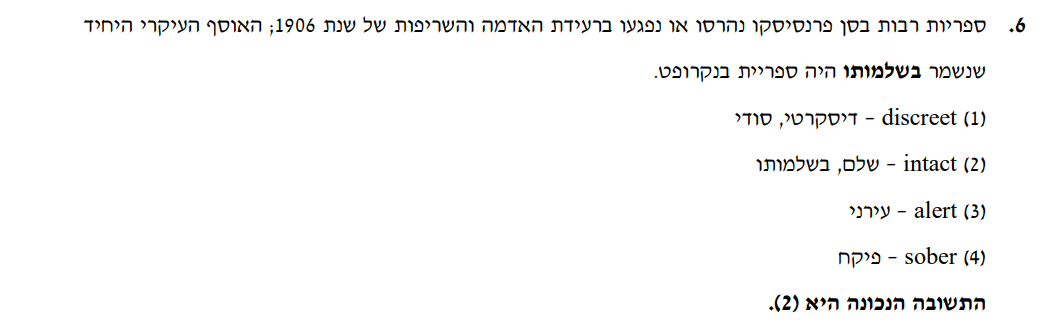 6. ספריות רבות בסן פרנסיסקו נהרסו או נפגעו ברעידת האדמה והשריפות של שנת 1906; האוסף העיקרי היחיד
שנשמר בשלמותו היה ספריית בנקרופט.
(1) discreet – דיסקרטי, סודי
(2) intact – שלם, בשלמותו
(3) alert – עירני
(4) sober – פיקח
התשובה הנכונה היא (2).